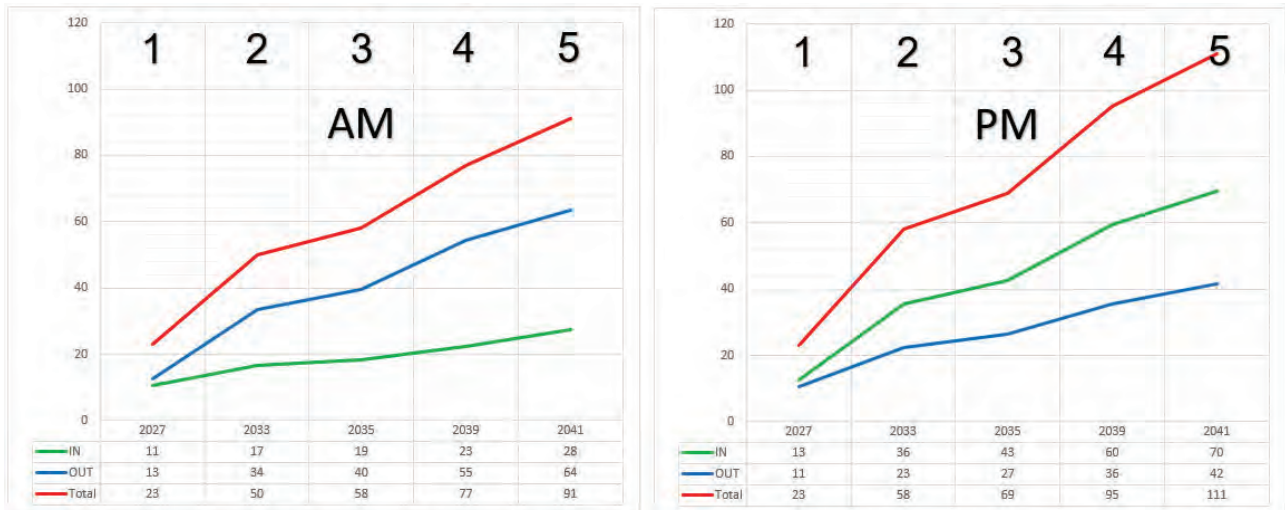 1 2 3 4 5
AM
120
100
80
60
40
20
0
2027 2033 2035 2039 2041
IN 11 17 19 23 28
OUT 13 34 40 55 64
Total 23 50 58 77 91
1 2 3 4 5
PM
120
100
80
60
40
20
0
2027 2033 2035 2039 2041
IN 13 36 43 60 70
OUT 11 23 27 36 42
Total 23 58 69 95 111